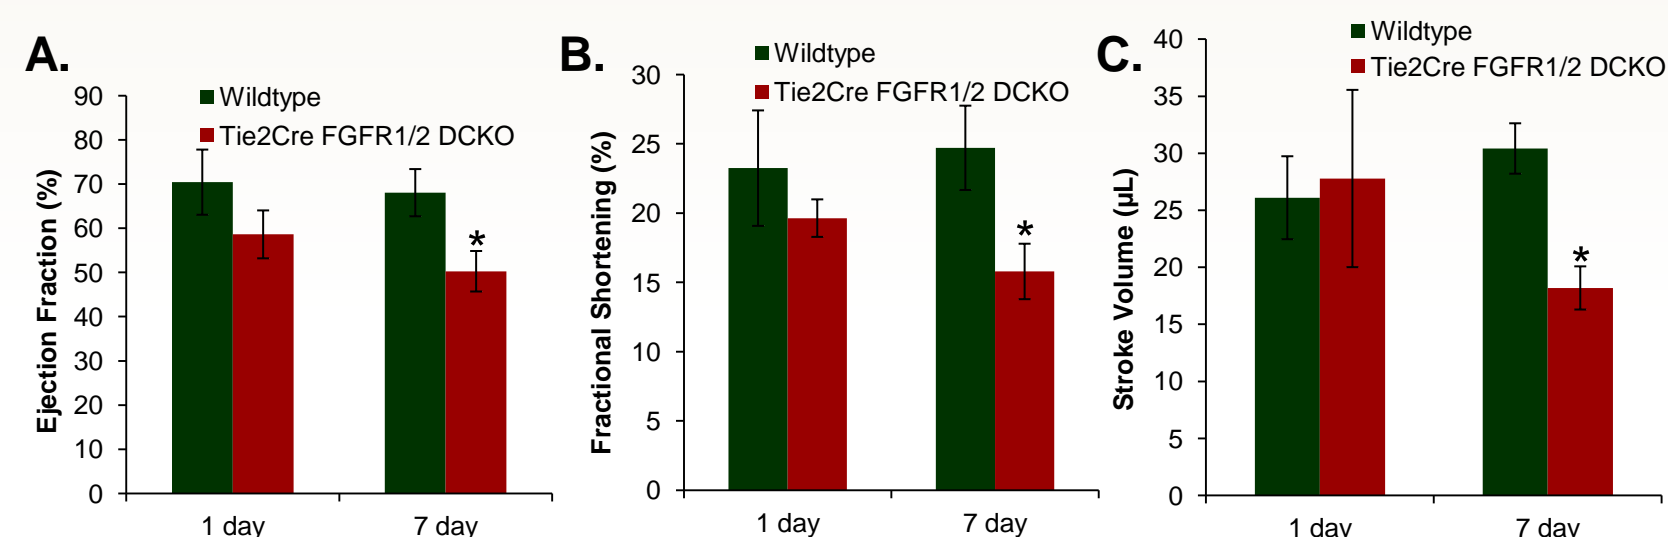 A.
Wildtype
Tie2Cre FGFR1/2 DCKO
Ejection Fraction (%)
90
80
70
60
50
40
30
20
10
0
*
1 day
7 day
B.
Wildtype
Tie2Cre FGFR1/2 DCKO
Fractional Shortening (%)
30
25
20
15
10
5
0
*
1 day
7 day
C.
Wildtype
Tie2Cre FGFR1/2 DCKO
Stroke Volume (µL)
40
35
30
25
20
15
10
5
0
*
1 day
7 day